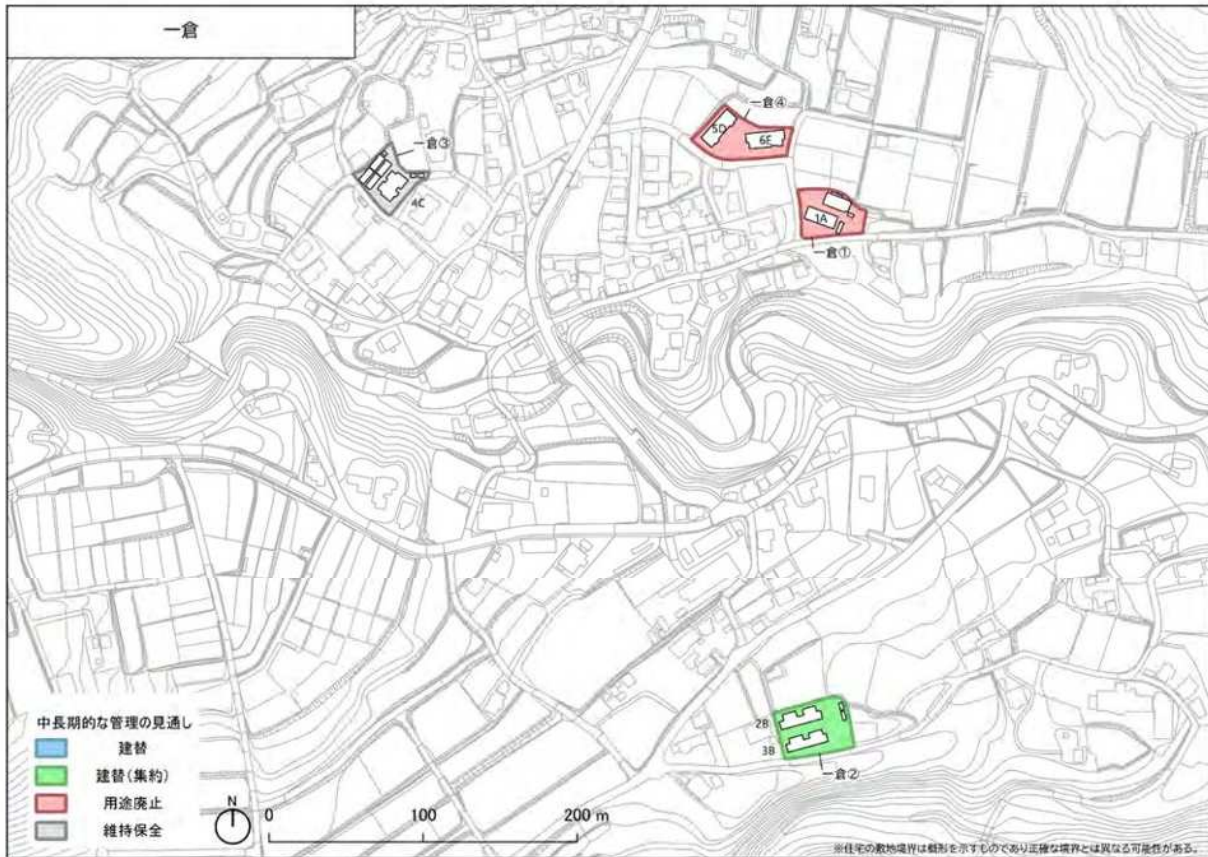 一倉
一倉④
5D
6E
一倉③
4C
1A
一倉①
2B
3B
一倉②
中長期的な管理の見通し
建替
建替(集約)
用途廃止
維持保全
N
0 100 200 m
※住宅の敷地境界は概形を示すものであり正確な境界とは異なる可能性がある。